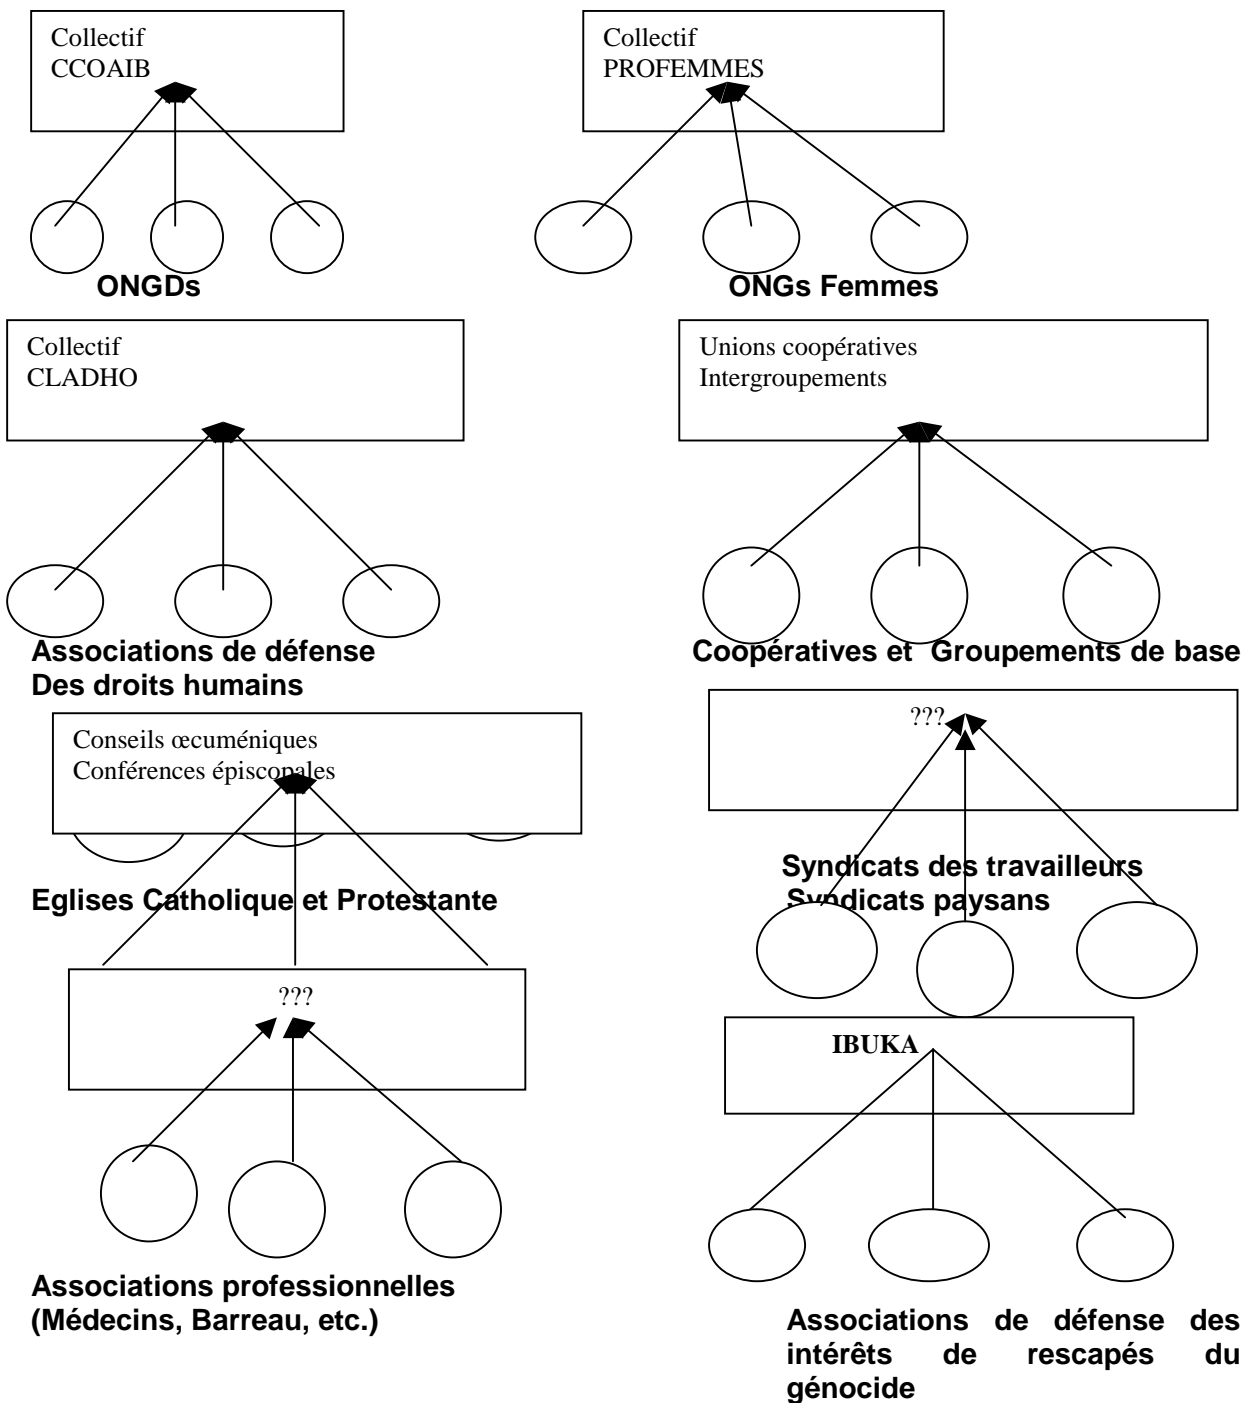 Collectif
CCOAIB
Collectif
PROFEMMES
ONGDs
ONGs Femmes
Collectif
CLADHO
Unions coopératives
Intergroupements
Associations de défense
Des droits humains
Coopératives et Groupements de base
Conseils œcuméniques
Conférences épiscopales
???
Eglises Catholique et Protestante
Syndicats des travailleurs
Syndicats paysans
???
IBUKA
Associations professionnelles
(Médecins, Barreau, etc.)
Associations de défense des
intérêts de rescapés du
génocide